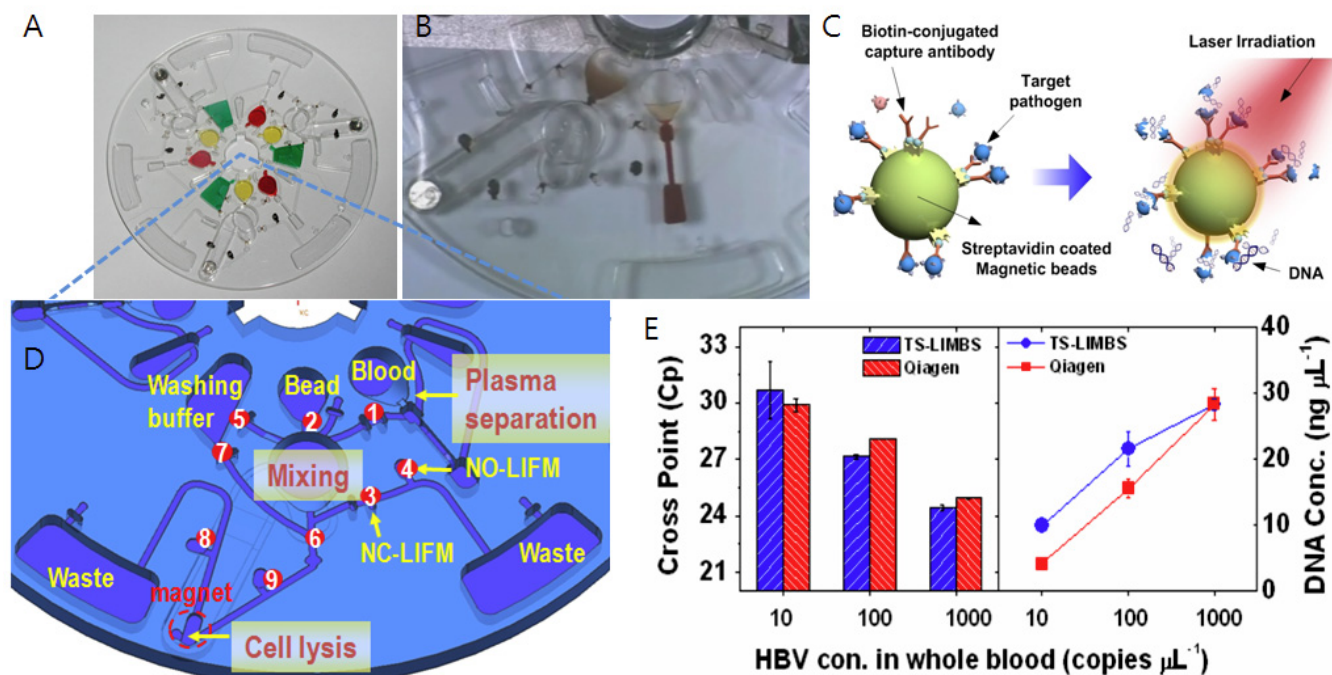 A
B
C
Biotin-conjugated
capture antibody
Target
pathogen
Laser Irradiation
Streptavidin coated
Magnetic beads
DNA
D
Washing
buffer
Bead
Blood
Plasma
separation
5
2
1
7
Mixing
4
NO-LIFM
3
8
6
NC-LIFM
9
Waste
Waste
magnet
Cell lysis
E
Cross Point (Cp)
33
30
27
24
21
TS-LIMBS
Qiagen
TS-LIMBS
Qiagen
40
30
20
10
0
DNA Conc. (ng μL⁻¹)
10
100
1000
10
100
1000
HBV con. in whole blood (copies μL⁻¹)